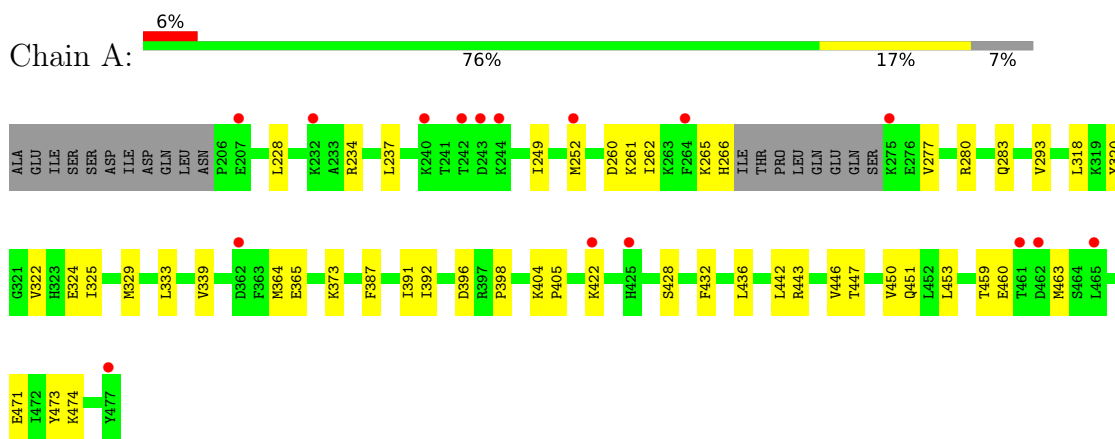 6%
Chain A:
76% 17% 7%
ALA GLU ILE SER SER ASP ILE ASP GLN LEU ASN P206 E207 L228 K232 A233 R234 L237 K240 T241 T242 D243 K244 I249 M252 D260 K261 I262 K263 F264 K265 H266 ILE THR PRO LEU GLN GLU GLN SER K275 E276 V277 R280 Q283 V293 L318 K319 Y320
G321 V322 H323 E324 I325 M329 L333 V339 D362 F363 M364 E365 K373 F387 I391 I392 D396 R397 P398 K404 P405 K422 H425 S428 F432 L436 L442 R443 V446 T447 V450 Q451 L452 L453 T459 E460 T461 D462 M463 S464 L465
E471 I472 Y473 K474 Y477